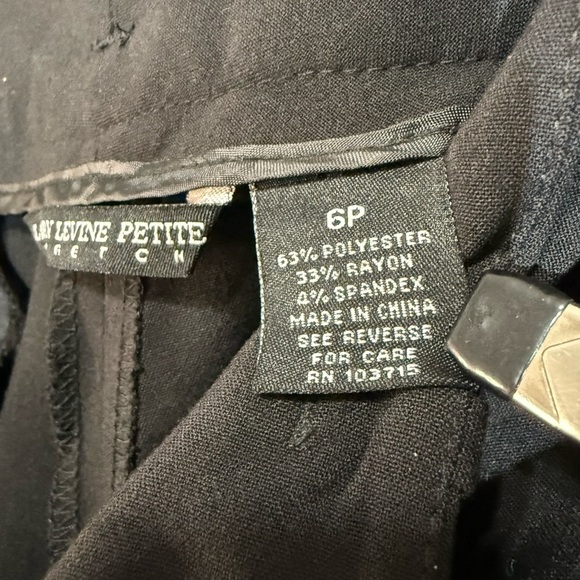 LEVINE PETITE
6P
63% POLYESTER
33% RAYON
4% SPANDEX
MADE IN CHINA
SEE REVERSE
FOR CARE
RN 103715